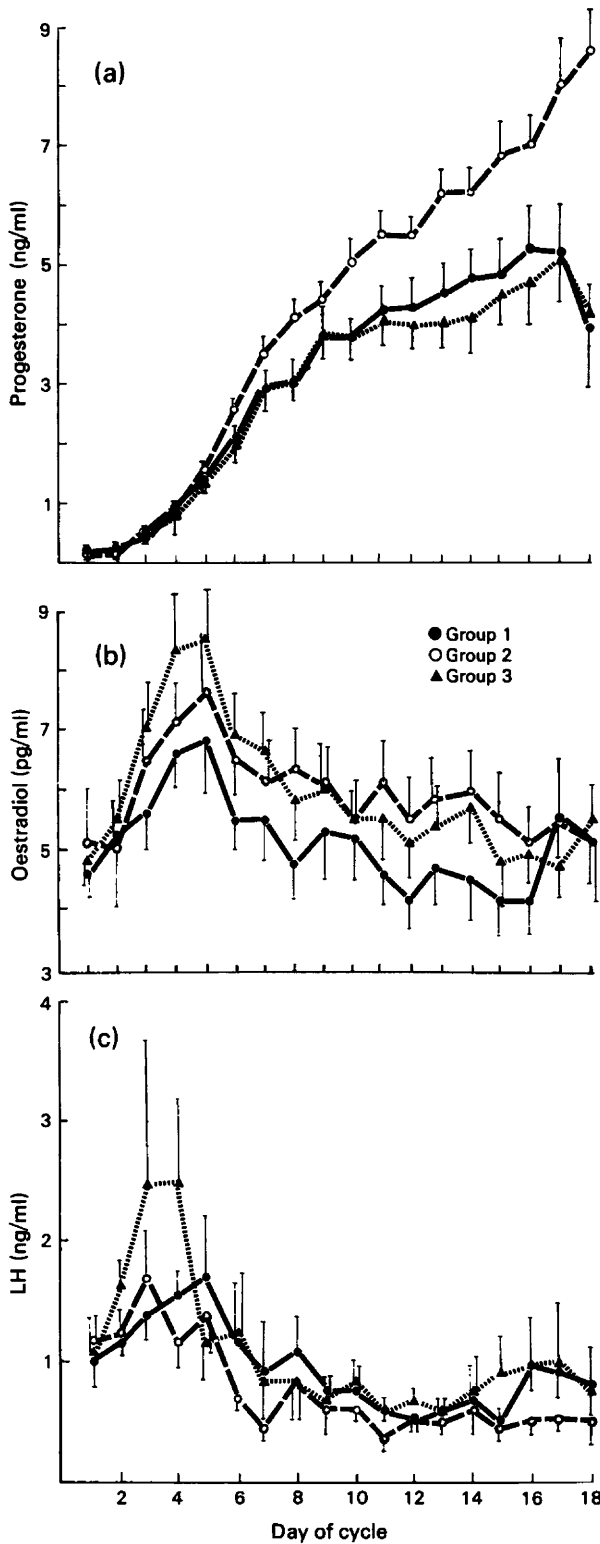 9
(a)
7
5
3
1
Progesterone (ng/ml)
9
(b)
Group 1
Group 2
Group 3
7
5
3
Oestradiol (pg/ml)
4
(c)
3
2
1
LH (ng/ml)
2 4 6 8 10 12 14 16 18
Day of cycle